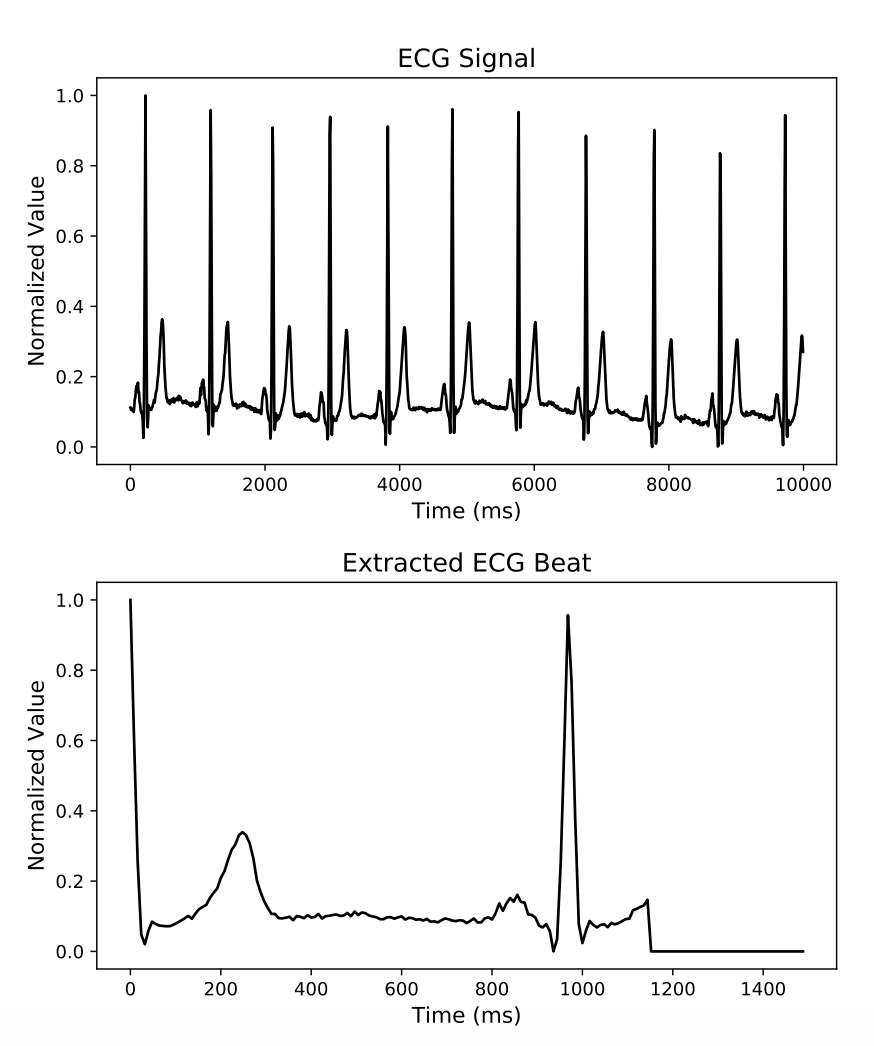 ECG Signal
1.0
0.8
0.6
0.4
0.2
0.0
Normalized Value
0 2000 4000 6000 8000 10000
Time (ms)
Extracted ECG Beat
1.0
0.8
0.6
0.4
0.2
0.0
Normalized Value
0 200 400 600 800 1000 1200 1400
Time (ms)